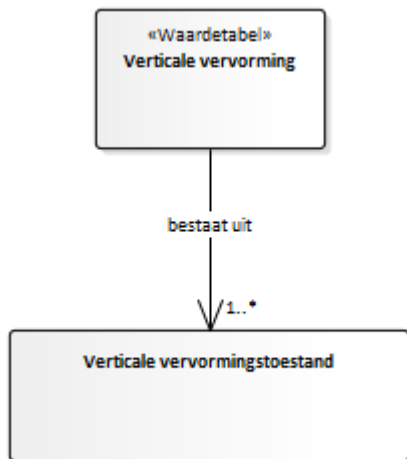 «Waardetabel»
Verticale vervorming
bestaat uit
1..*
Verticale vervormingstoestand